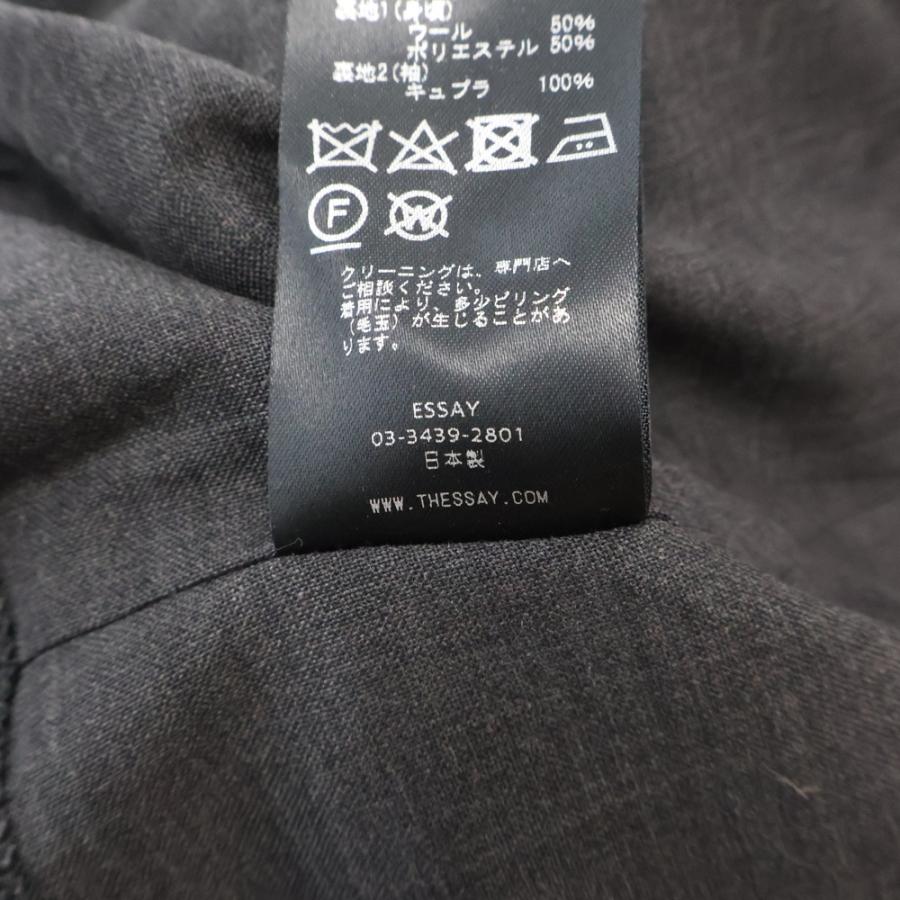 裏地1(身頃)
ウール 50%
ポリエステル 50%
裏地2(袖)
キュプラ 100%
F
W
クリーニングは、専門店へ
ご相談ください。
着用により、多少ピリング
(毛玉)が生じることがあ
ります。
ESSAY
03-3439-2801
日本製
WWW.THESSAY.COM